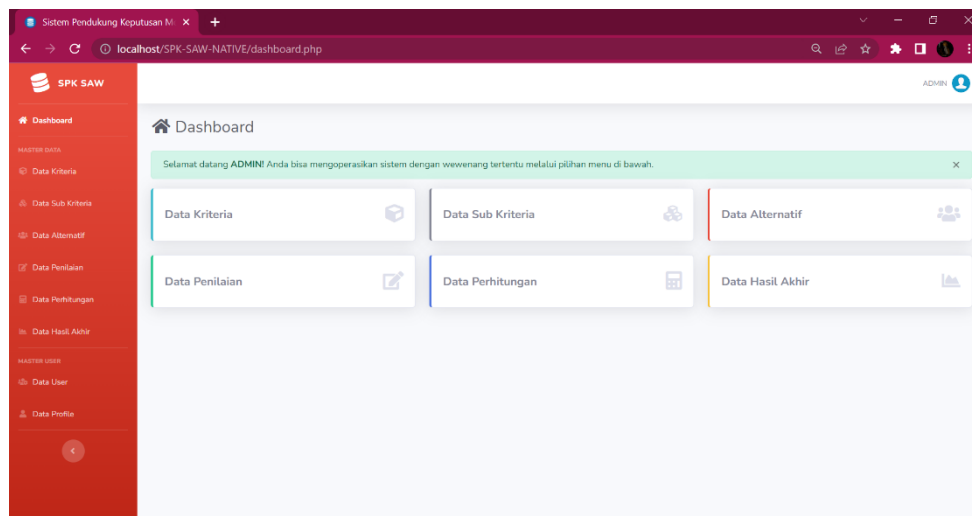 Sistem Pendukung Keputusan M
localhost/SPK-SAW-NATIVE/dashboard.php
SPK SAW
ADMIN
Dashboard
MASTER DATA
Data Kriteria
Data Sub Kriteria
Data Alternatif
Data Penilaian
Data Perhitungan
Data Hasil Akhir
MASTER USER
Data User
Data Profile
Dashboard
Selamat datang ADMIN! Anda bisa mengoperasikan sistem dengan wewenang tertentu melalui pilihan menu di bawah.
Data Kriteria
Data Sub Kriteria
Data Alternatif
Data Penilaian
Data Perhitungan
Data Hasil Akhir